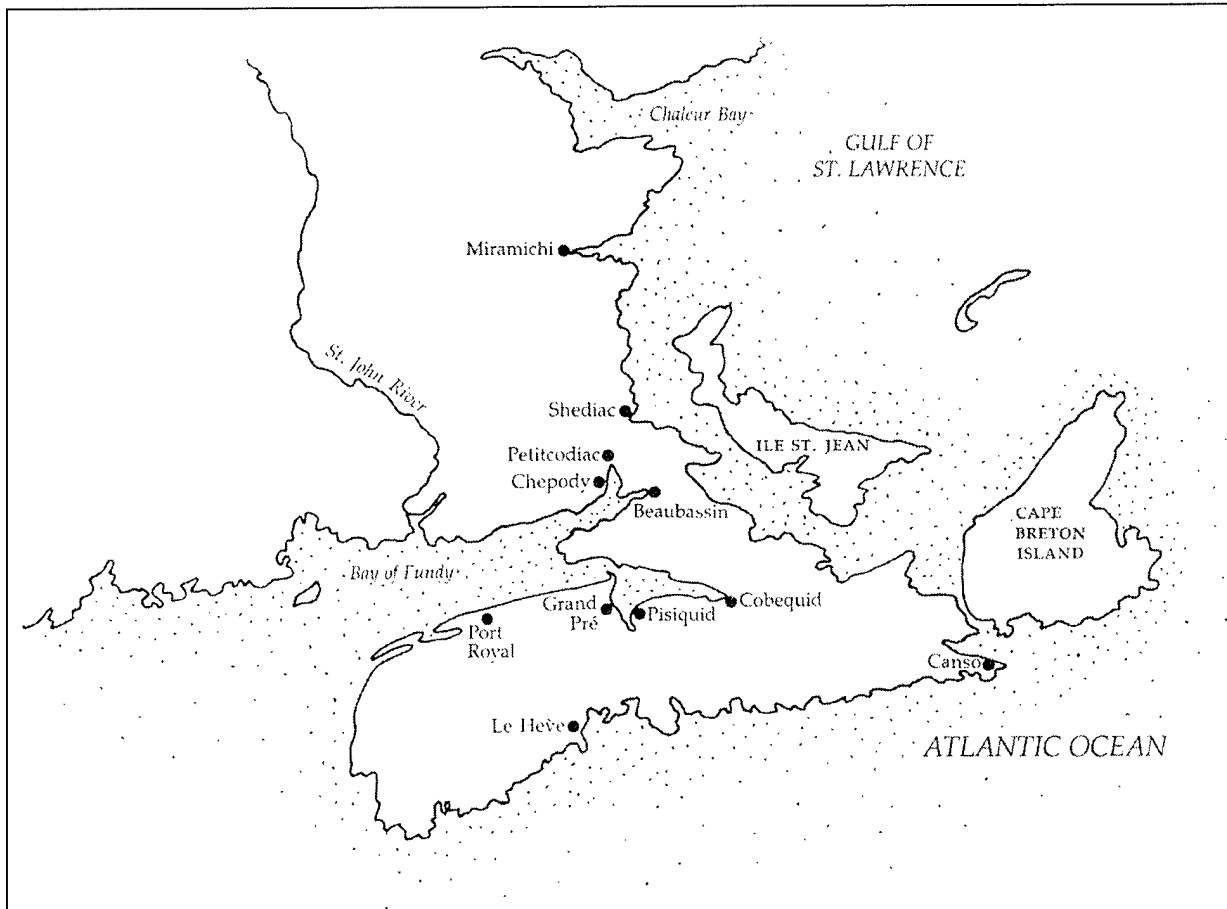 Chaleur Bay
GULF OF
ST. LAWRENCE
Miramichi
St. John River
Shediac
ILE ST. JEAN
Petitcodiac
Chepody
Beaubassin
CAPE
BRETON
ISLAND
Bay of Fundy
Grand
Pré
Pisiquid
Cobequid
Port
Royal
Canso
Le Heve
ATLANTIC OCEAN